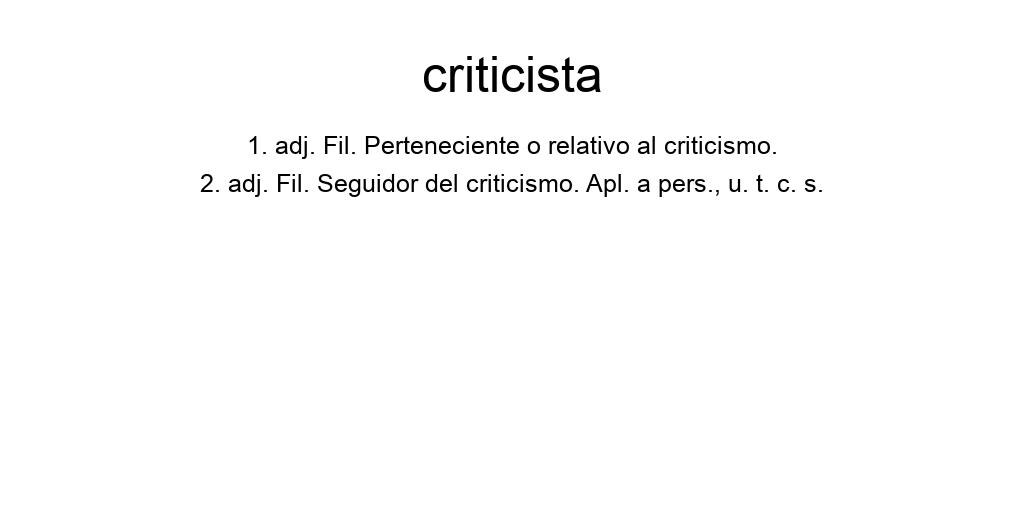 criticista
1. adj. Fil. Perteneciente o relativo al criticismo.
2. adj. Fil. Seguidor del criticismo. Apl. a pers., u. t. c. s.